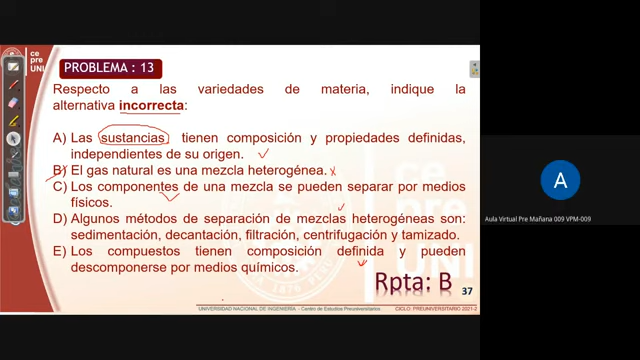 ce
pre
UNI
PROBLEMA : 13
Respecto a las variedades de materia, indique la
alternativa incorrecta:
A) Las sustancias tienen composición y propiedades definidas,
independientes de su origen.
B) El gas natural es una mezcla heterogénea.
C) Los componentes de una mezcla se pueden separar por medios
físicos.
D) Algunos métodos de separación de mezclas heterogéneas son:
sedimentación, decantación, filtración, centrifugación y tamizado.
E) Los compuestos tienen composición definida y pueden
descomponerse por medios químicos.
Rpta: B
37
UNIVERSIDAD NACIONAL DE INGENIERÍA – Centro de Estudios Preuniversitarios
CICLO PREUNIVERSITARIO 2021-2
A
Aula Virtual Pre Mañana 009 VPM-009